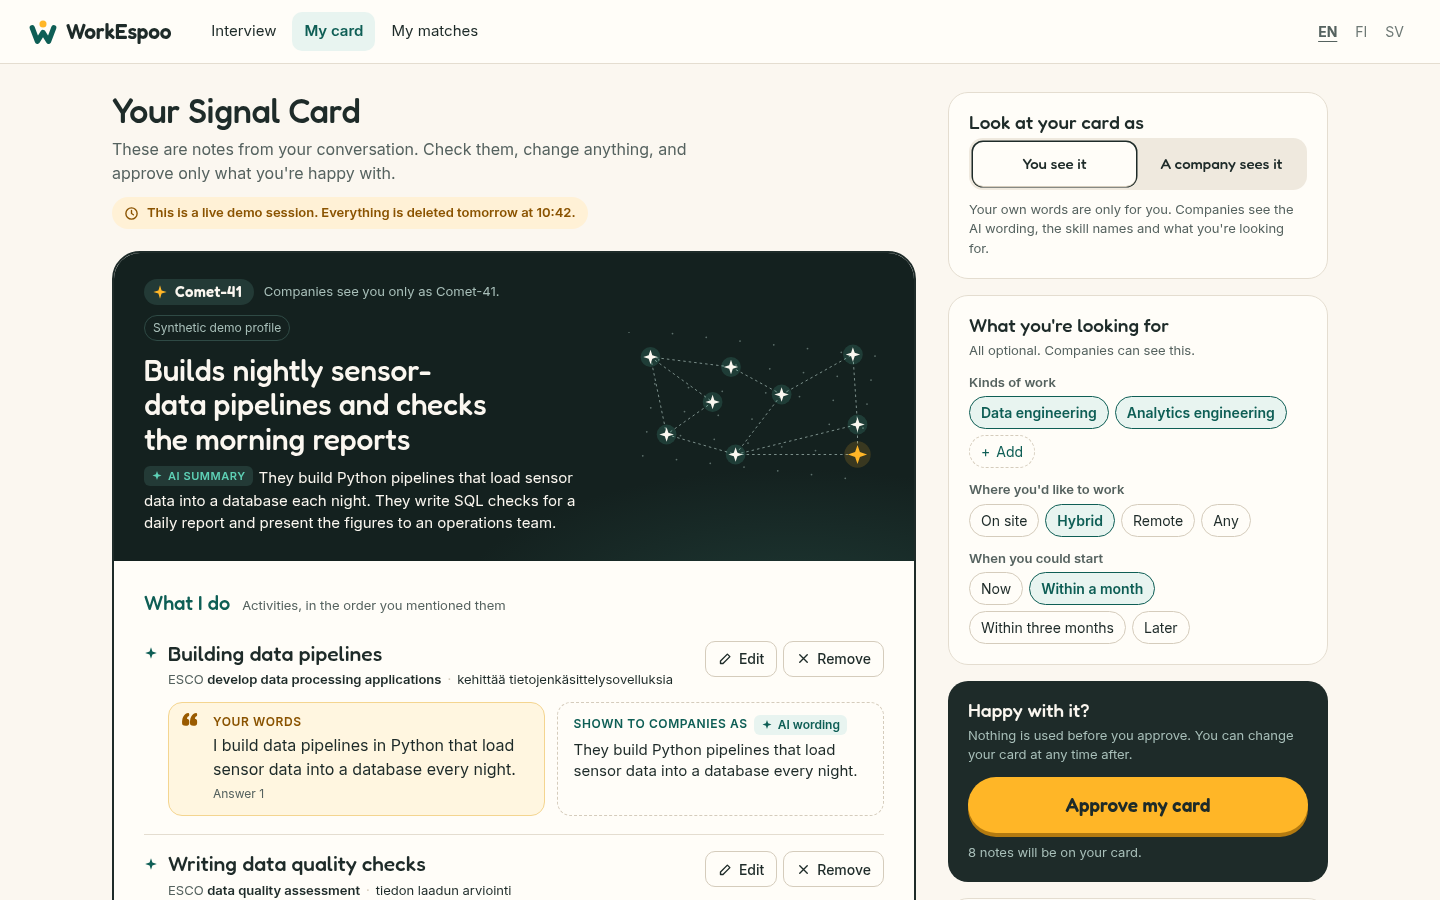 WorkEspoo
Interview
My card
My matches
EN
FI
SV
Your Signal Card
These are notes from your conversation. Check them, change anything, and
approve only what you're happy with.
This is a live demo session. Everything is deleted tomorrow at 10:42.
Comet-41
Companies see you only as Comet-41.
Synthetic demo profile
Builds nightly sensor-
data pipelines and checks
the morning reports
AI SUMMARY They build Python pipelines that load sensor
data into a database each night. They write SQL checks for a
daily report and present the figures to an operations team.
What I do
Activities, in the order you mentioned them
Building data pipelines
Edit
Remove
ESCO develop data processing applications · kehittää tietojenkäsittelysovelluksia
YOUR WORDS
I build data pipelines in Python that load
sensor data into a database every night.
Answer 1
SHOWN TO COMPANIES AS
AI wording
They build Python pipelines that load
sensor data into a database every night.
Writing data quality checks
Edit
Remove
ESCO data quality assessment · tiedon laadun arviointi
Look at your card as
You see it
A company sees it
Your own words are only for you. Companies see the
AI wording, the skill names and what you're looking
for.
What you're looking for
All optional. Companies can see this.
Kinds of work
Data engineering
Analytics engineering
+ Add
Where you'd like to work
On site
Hybrid
Remote
Any
When you could start
Now
Within a month
Within three months
Later
Happy with it?
Nothing is used before you approve. You can change
your card at any time after.
Approve my card
8 notes will be on your card.